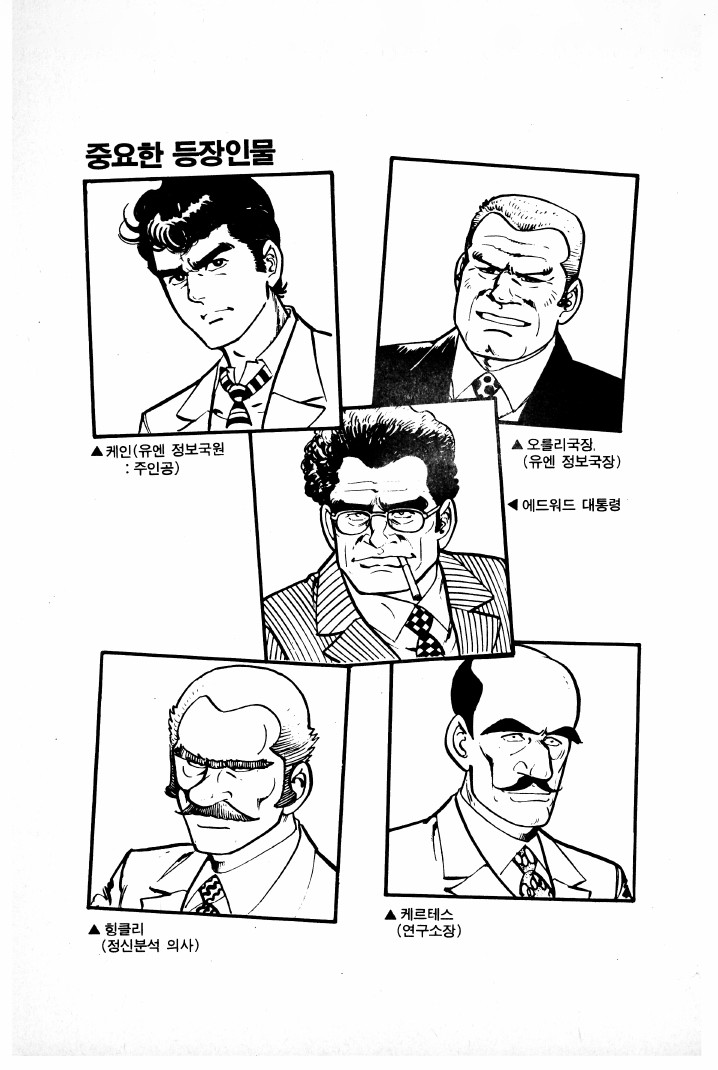 중요한 등장인물
▲케인(유엔 정보국원
:주인공)
▲오를리국장.
(유엔 정보국장)
◀에드워드 대통령
▲힝클리
(정신분석 의사)
▲케르테스
(연구소장)